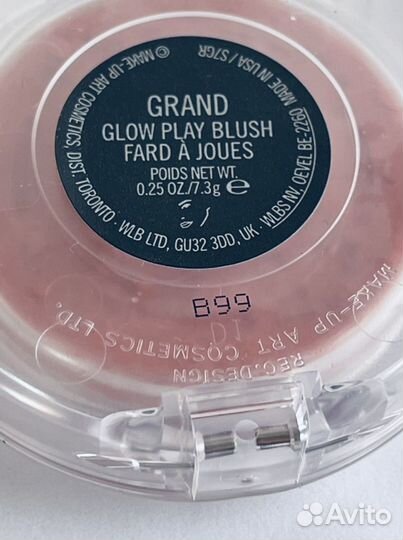 GRAND
GLOW PLAY BLUSH
FARD À JOUES
POIDS NET WT.
0.25 OZ./7.3g ℮
© MAKE-UP ART COSMETICS, DIST. TORONTO · WLB LTD, GU32 3DD, UK · WLBS NV, OEVEL BE-2260 MADE IN USA / S7GR
B99
MAKE-UP ART COSMETICS LTD.
REG. DESIGN
Avito